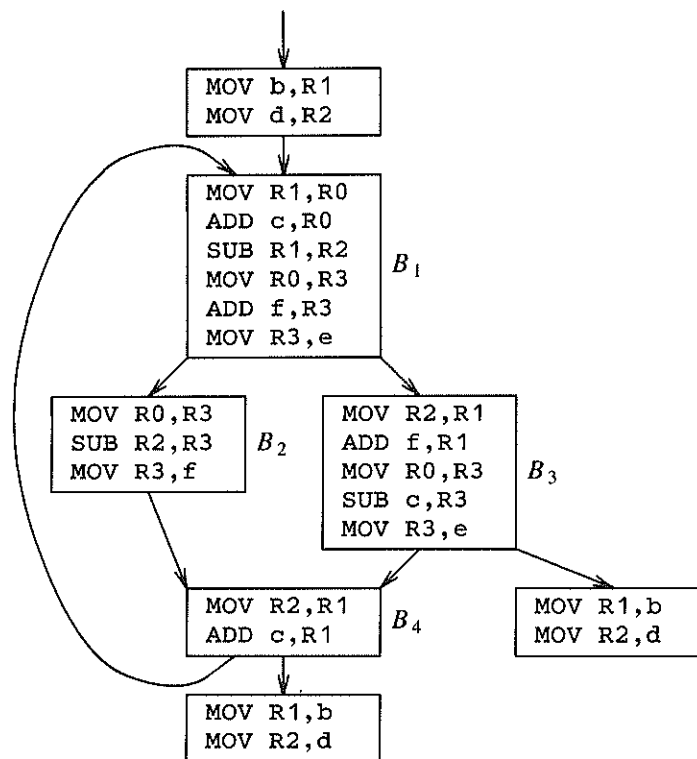 MOV b,R1
MOV d,R2
MOV R1,R0
ADD c,R0
SUB R1,R2
MOV R0,R3
ADD f,R3
MOV R3,e
B1
MOV R0,R3
SUB R2,R3
MOV R3,f
B2
MOV R2,R1
ADD f,R1
MOV R0,R3
SUB c,R3
MOV R3,e
B3
MOV R2,R1
ADD c,R1
B4
MOV R1,b
MOV R2,d
MOV R1,b
MOV R2,d